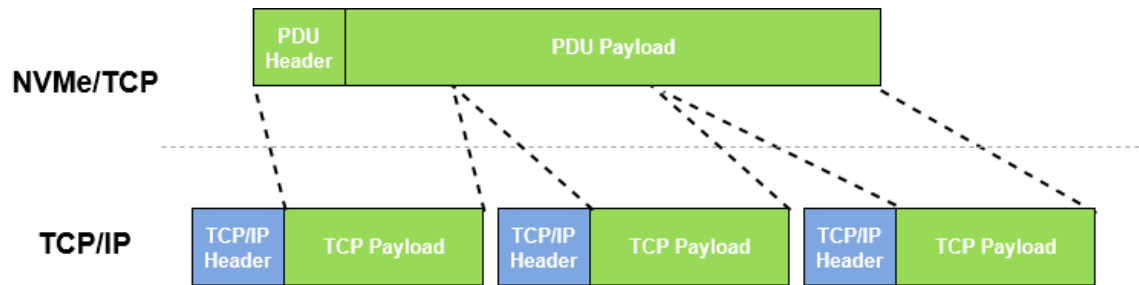 PDU
Header
PDU Payload
NVMe/TCP
TCP/IP
TCP/IP
Header
TCP Payload
TCP/IP
Header
TCP Payload
TCP/IP
Header
TCP Payload